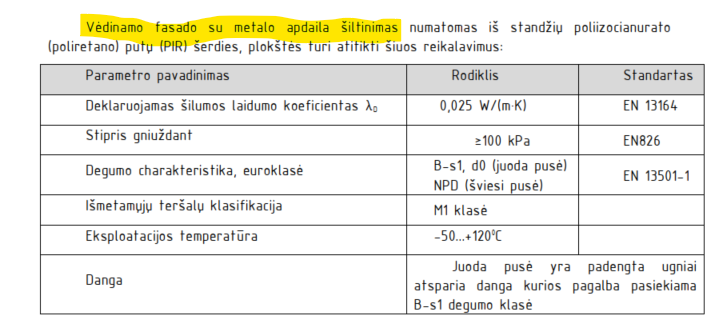 Vėdinamo fasado su metalo apdaila šiltinimas numatomas iš standžių poliizocianurato
(poliretano) putų (PIR) šerdies, plokštės turi atitikti šiuos reikalavimus:
Parametro pavadinimas Rodiklis Standartas
Deklaruojamas šilumos laidumo koeficientas λD 0,025 W/(m·K) EN 13164
Stipris gniuždant ≥100 kPa EN826
Degumo charakteristika, euroklasė B-s1, d0 (juoda pusė) EN 13501-1
NPD (šviesi pusė)
Išmetamųjų teršalų klasifikacija M1 klasė
Eksploatacijos temperatūra -50...+120⁰C
Danga Juoda pusė yra padengta ugniai
atsparia danga kurios pagalba pasiekiama
B-s1 degumo klasė